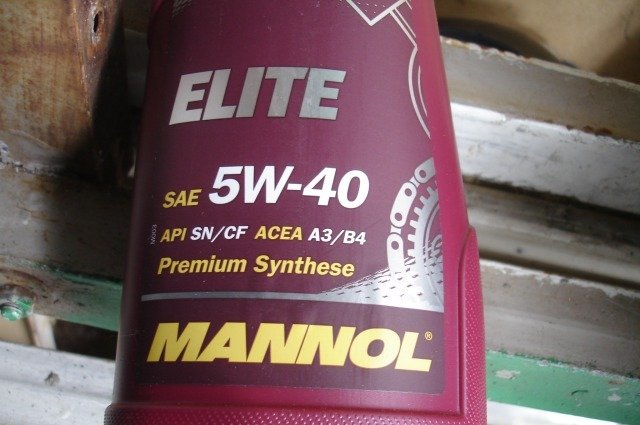 ELITE
SAE 5W-40
API SN/CF ACEA A3/B4
Premium Synthese
MANNOL®